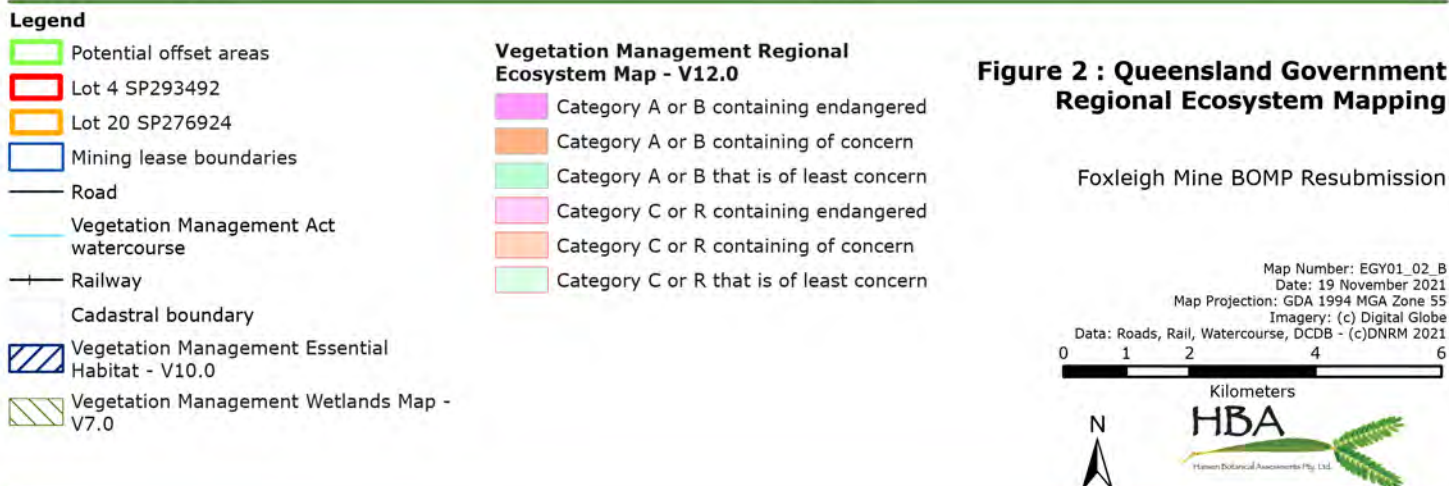 Legend
Potential offset areas
Lot 4 SP293492
Lot 20 SP276924
Mining lease boundaries
Road
Vegetation Management Act
watercourse
Railway
Cadastral boundary
Vegetation Management Essential
Habitat - V10.0
Vegetation Management Wetlands Map -
V7.0
Vegetation Management Regional
Ecosystem Map - V12.0
Category A or B containing endangered
Category A or B containing of concern
Category A or B that is of least concern
Category C or R containing endangered
Category C or R containing of concern
Category C or R that is of least concern
Figure 2 : Queensland Government
Regional Ecosystem Mapping
Foxleigh Mine BOMP Resubmission
Map Number: EGY01_02_B
Date: 19 November 2021
Map Projection: GDA 1994 MGA Zone 55
Imagery: (c) Digital Globe
Data: Roads, Rail, Watercourse, DCDB - (c)DNRM 2021
0 1 2 4 6
Kilometers
N
HBA
Hansen Botanical Assessments Pty. Ltd.